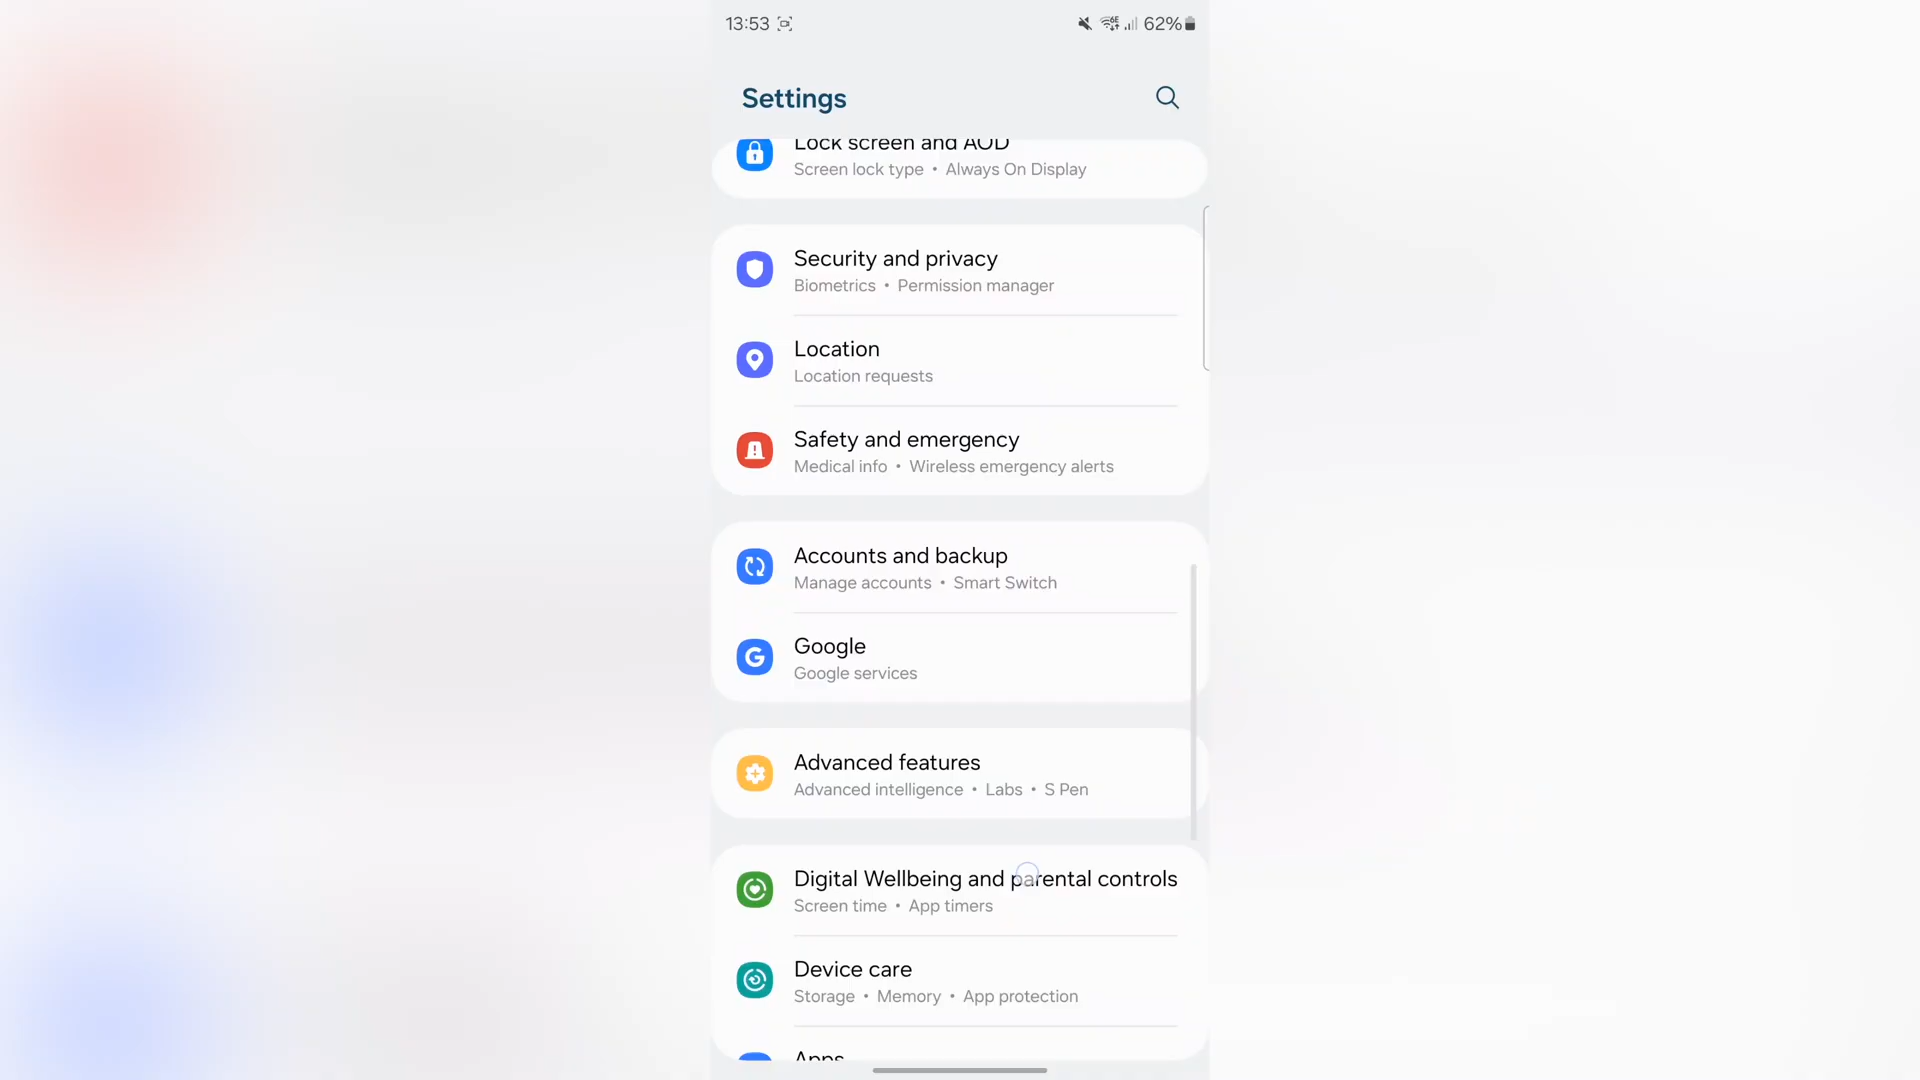 13:53 62%
Settings
Lock screen and AOD
Screen lock type • Always On Display
Security and privacy
Biometrics • Permission manager
Location
Location requests
Safety and emergency
Medical info • Wireless emergency alerts
Accounts and backup
Manage accounts • Smart Switch
Google
Google services
Advanced features
Advanced intelligence • Labs • S Pen
Digital Wellbeing and parental controls
Screen time • App timers
Device care
Storage • Memory • App protection
Apps